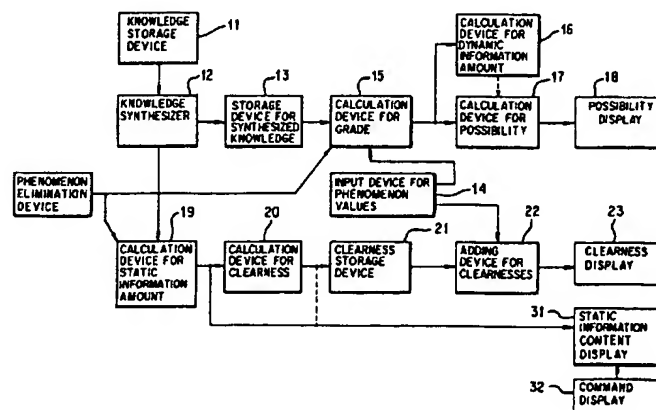 KNOWLEDGE
STORAGE
DEVICE
11
12
KNOWLEDGE
SYNTHESIZER
13
STORAGE
DEVICE FOR
SYNTHESIZED
KNOWLEDGE
15
CALCULATION
DEVICE FOR
GRADE
CALCULATION
DEVICE FOR
DYNAMIC
INFORMATION
AMOUNT
16
17
CALCULATION
DEVICE FOR
POSSIBILITY
18
POSSIBILITY
DISPLAY
PHENOMENON
ELIMINATION
DEVICE
INPUT DEVICE FOR
PHENOMENON
VALUES
14
19
CALCULATION
DEVICE FOR
STATIC
INFORMATION
AMOUNT
20
CALCULATION
DEVICE FOR
CLEARNESS
21
CLEARNESS
STORAGE
DEVICE
22
ADDING
DEVICE FOR
CLEARNESSES
23
CLEARNESS
DISPLAY
31
STATIC
INFORMATION
CONTENT
DISPLAY
32
COMMAND
DISPLAY